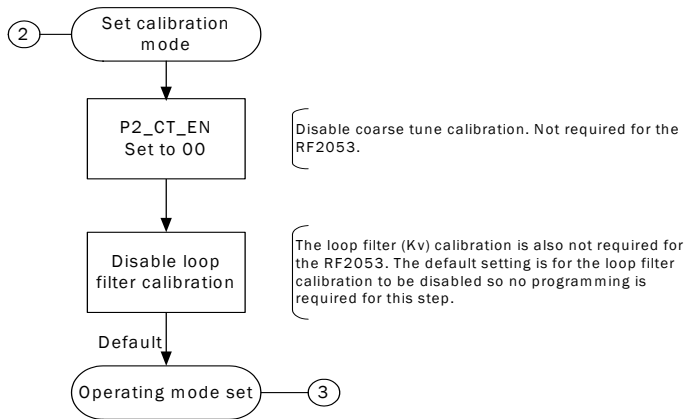 2
Set calibration
mode
P2_CT_EN
Set to 00
Disable coarse tune calibration. Not required for the
RF2053.
Disable loop
filter calibration
The loop filter (Kv) calibration is also not required for
the RF2053. The default setting is for the loop filter
calibration to be disabled so no programming is
required for this step.
Default
Operating mode set
3